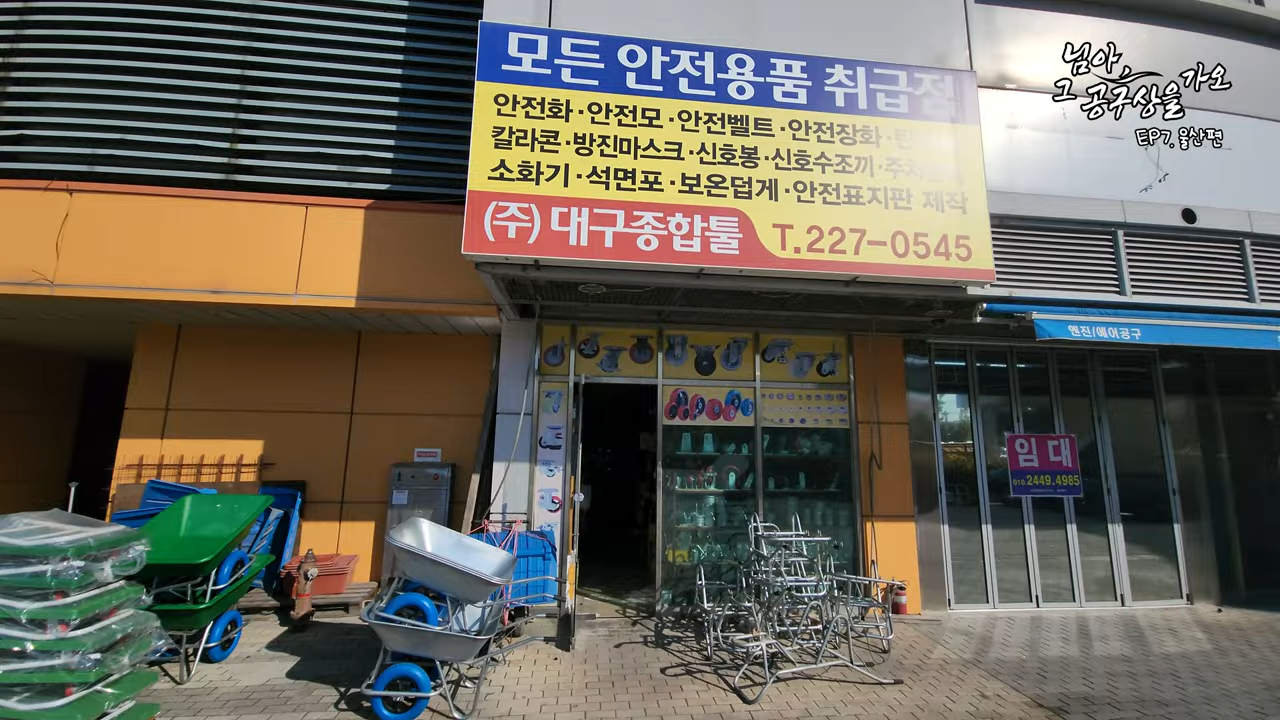 님아,
그 공구상을 가오
EP7. 울산편
모든 안전용품 취급점
안전화·안전모·안전벨트·안전장화·
칼라콘·방진마스크·신호봉·신호수조끼·
소화기·석면포·보온덥게·안전표지판 제작
(주)대구종합툴 T.227-0545
엔진/에어공구
임대
010 2449.4985